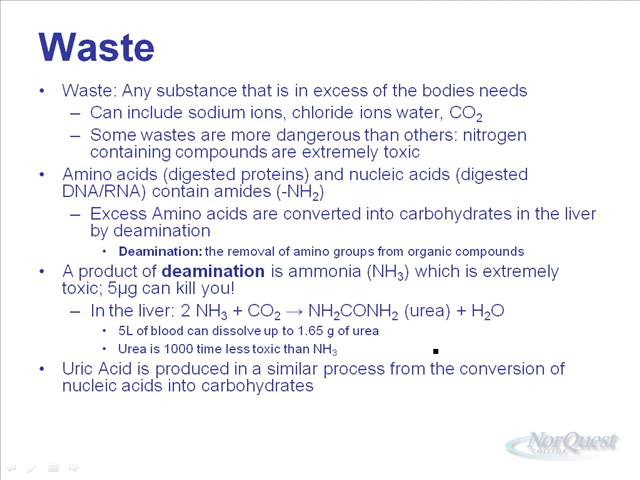 Waste
• Waste: Any substance that is in excess of the bodies needs
– Can include sodium ions, chloride ions water, CO₂
– Some wastes are more dangerous than others: nitrogen
containing compounds are extremely toxic
• Amino acids (digested proteins) and nucleic acids (digested
DNA/RNA) contain amides (-NH₂)
– Excess Amino acids are converted into carbohydrates in the liver
by deamination
• Deamination: the removal of amino groups from organic compounds
• A product of deamination is ammonia (NH₃) which is extremely
toxic; 5µg can kill you!
– In the liver: 2 NH₃ + CO₂ → NH₂CONH₂ (urea) + H₂O
• 5L of blood can dissolve up to 1.65 g of urea
• Urea is 1000 time less toxic than NH₃
• Uric Acid is produced in a similar process from the conversion of
nucleic acids into carbohydrates
NorQuest
COLLEGE